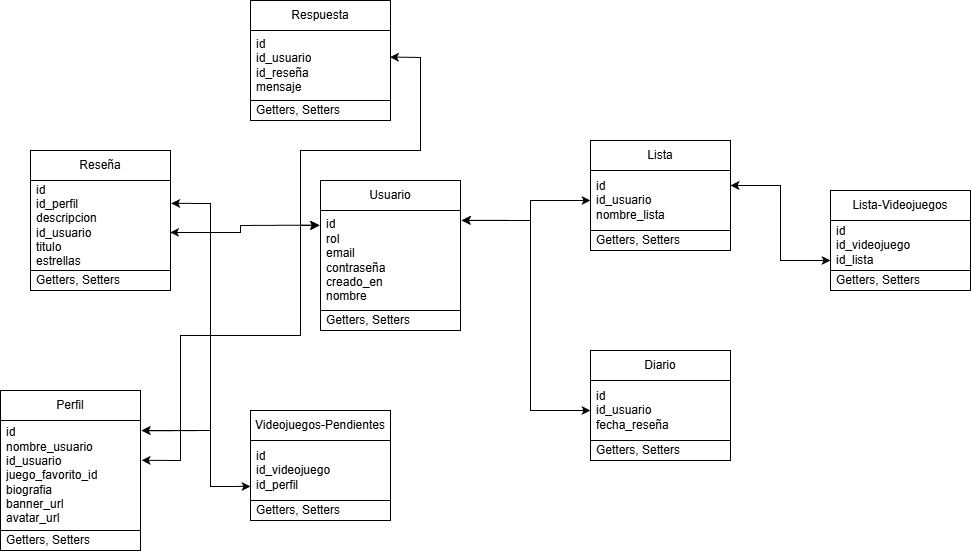 Respuesta
id
id_usuario
id_reseña
mensaje
Getters, Setters
Reseña
id
id_perfil
descripcion
id_usuario
titulo
estrellas
Getters, Setters
Usuario
id
rol
email
contraseña
creado_en
nombre
Getters, Setters
Lista
id
id_usuario
nombre_lista
Getters, Setters
Lista-Videojuegos
id
id_videojuego
id_lista
Getters, Setters
Diario
id
id_usuario
fecha_reseña
Getters, Setters
Perfil
id
nombre_usuario
id_usuario
juego_favorito_id
biografia
banner_url
avatar_url
Getters, Setters
Videojuegos-Pendientes
id
id_videojuego
id_perfil
Getters, Setters